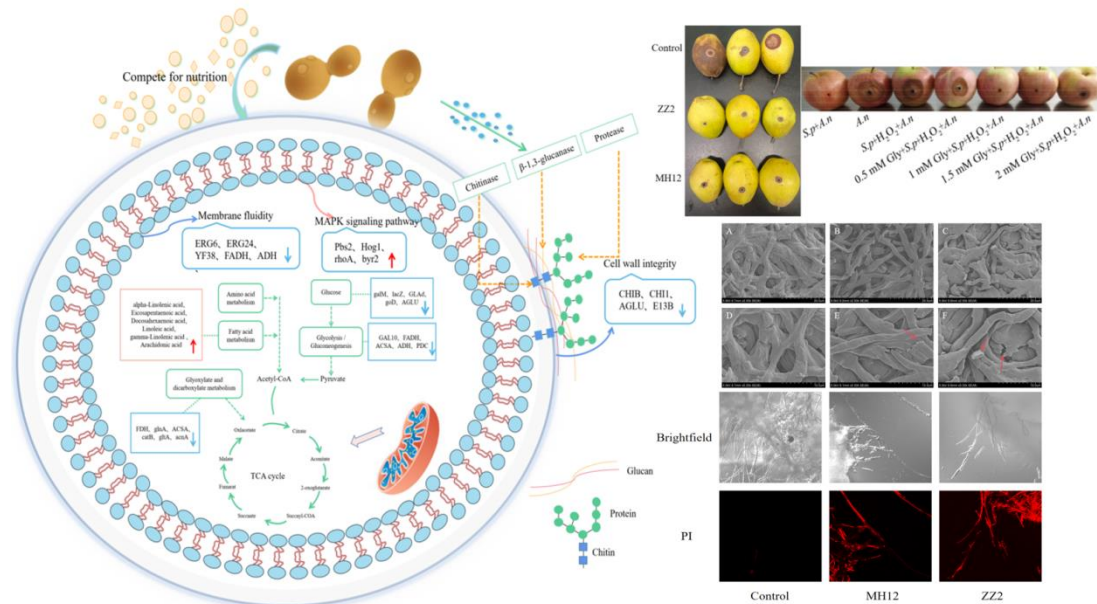 Compete for nutrition
Chitinase
β-1,3-glucanase
Protease
Membrane fluidity
ERG6、ERG24、
YF38、FADH、ADH
MAPK signaling pathway
Pbs2、Hog1、
rhoA、byr2
Cell wall integrity
CHIB、CHI1、
AGLU、E13B
alpha-Linolenic acid,
Eicosapentaenoic acid,
Docosahexaenoic acid,
Linoleic acid,
gamma-Linolenic acid,
Arachidonic acid
Amino acid
metabolism
Fatty acid
metabolism
Glucose
galM、lacZ、GLAd、
AGLU
Glycolysis /
Gluconeogenesis
GAL10、FADH、
ACSA、ADH、PDC
Acetyl-CoA
Pyruvate
Glyoxylate and
dicarboxylate metabolism
FDH、glnA、ACSA、
catB、gltA、acnA
Oxlacetate
Citrate
Malate
Aconitate
TCA cycle
Fumarat
2-oxoglutarate
Succinate
Succnyl-COA
Glucan
Protein
Chitin
Control
ZZ2
MH12
S.p+A.n
A.n
S.p+H2O2+A.n
0.5 mM Gly+S.p+H2O2+A.n
1 mM Gly+S.p+H2O2+A.n
1.5 mM Gly+S.p+H2O2+A.n
2 mM Gly+S.p+H2O2+A.n
A
B
C
D
E
F
Brightfield
PI
Control
MH12
ZZ2